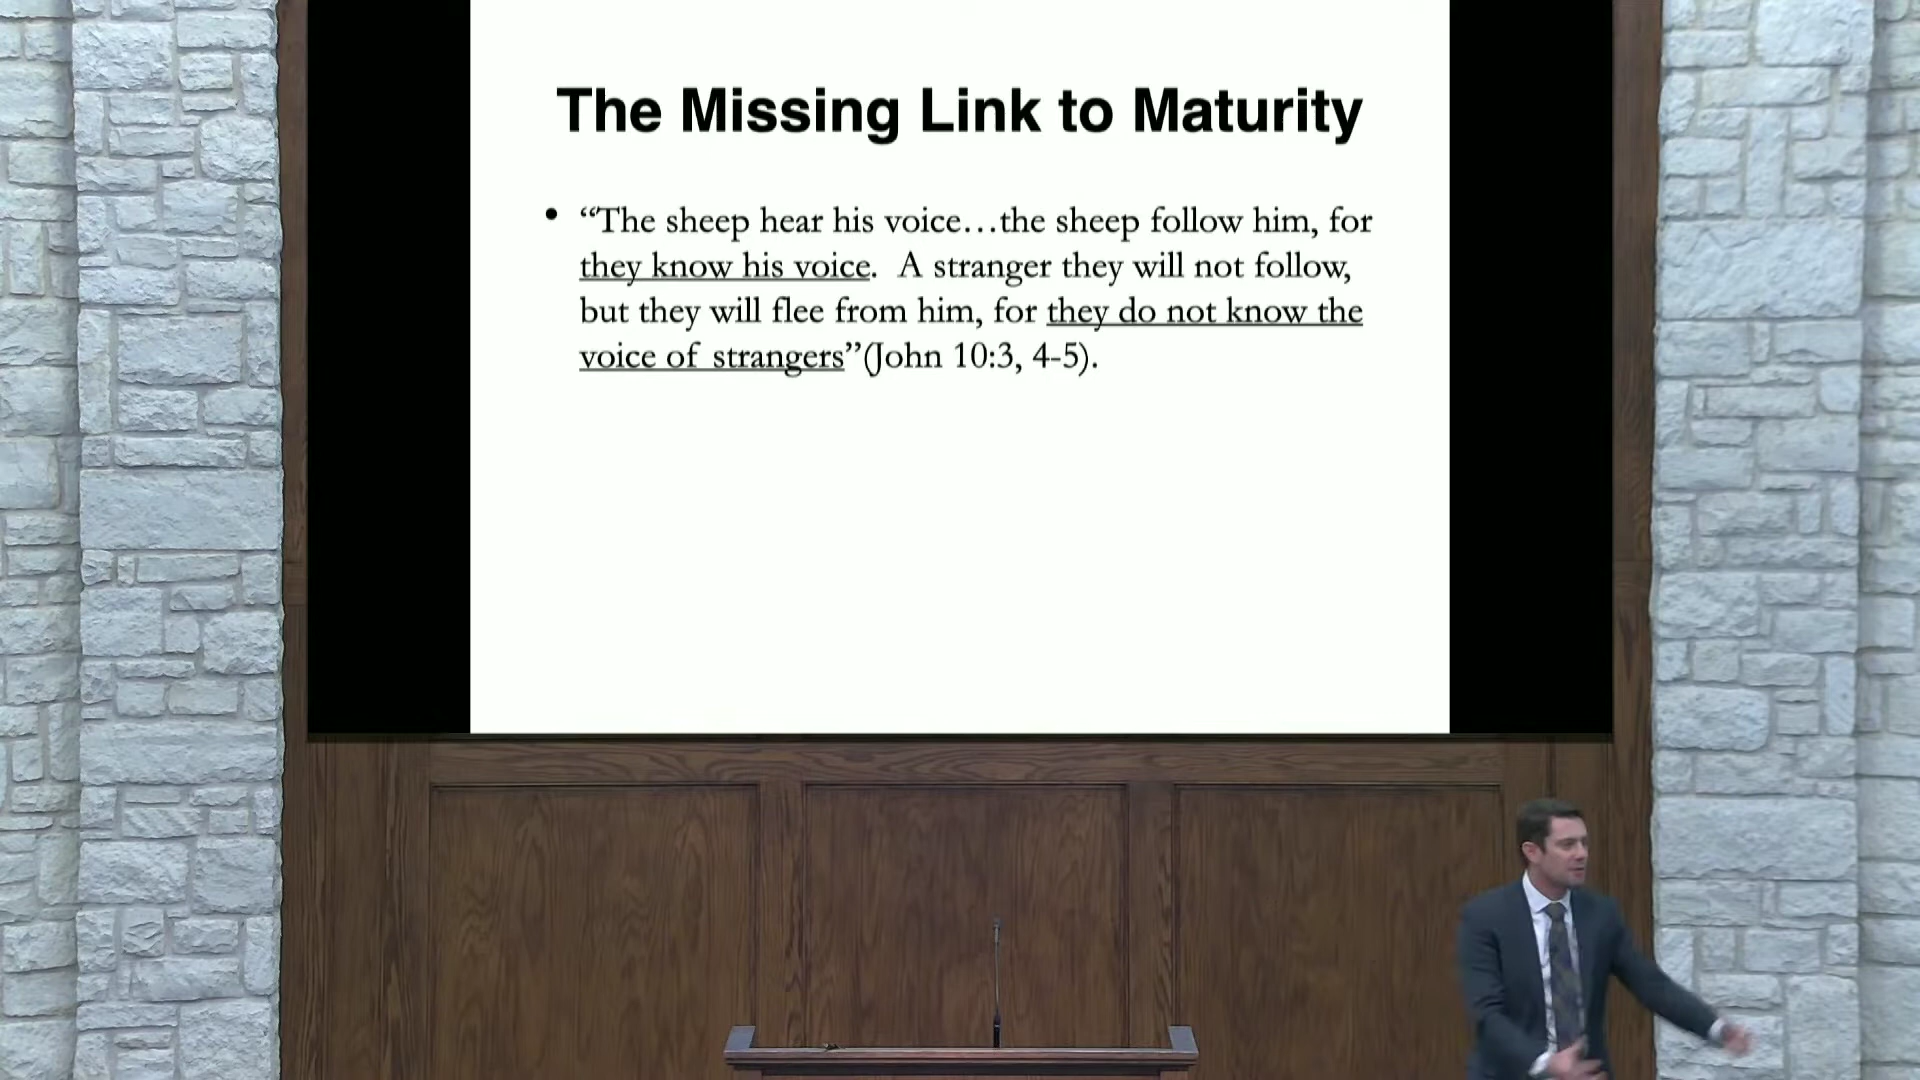 The Missing Link to Maturity
• “The sheep hear his voice…the sheep follow him, for
they know his voice.  A stranger they will not follow,
but they will flee from him, for they do not know the
voice of strangers”(John 10:3, 4-5).